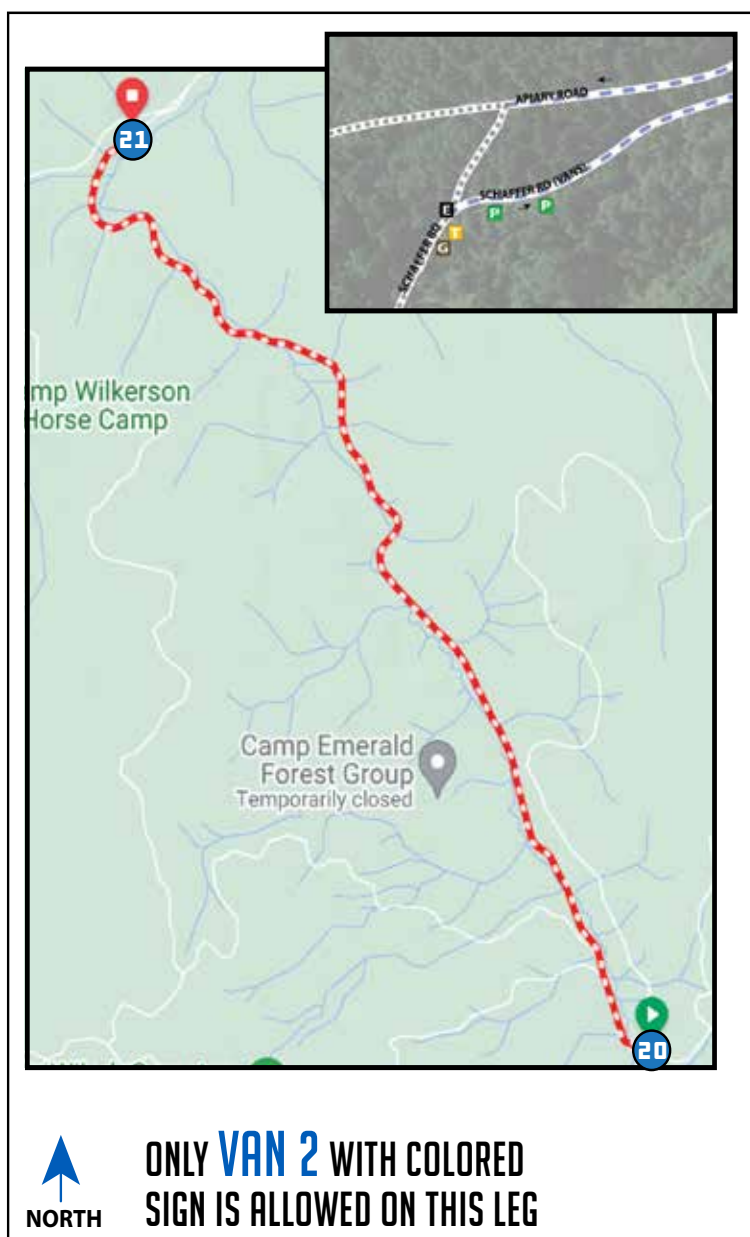 21
APIARY ROAD
SCHAFFER RD (VANS)
P
P
E
T
G
SCHAEFER RD
mp Wilkerson
Horse Camp
Camp Emerald
Forest Group
Temporarily closed
20
NORTH
ONLY VAN 2 WITH COLORED
SIGN IS ALLOWED ON THIS LEG